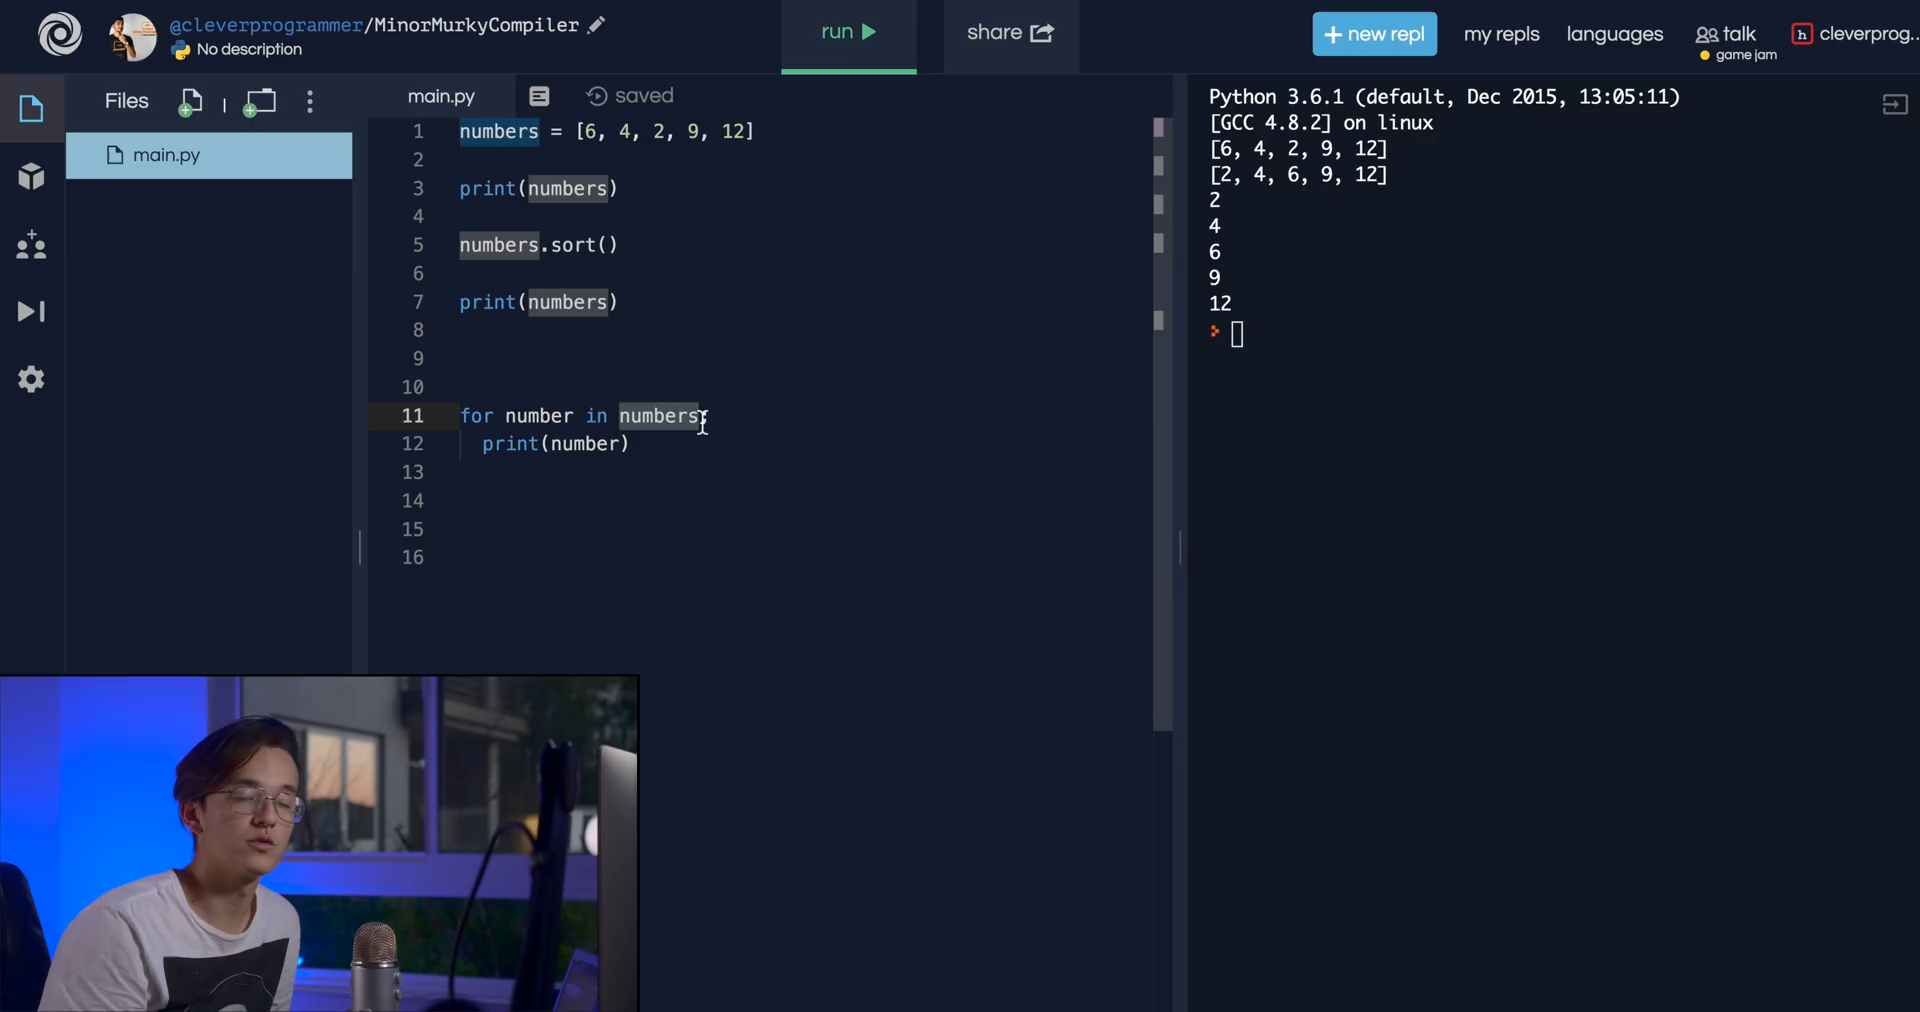 @cleverprogrammer/MinorMurkyCompiler
No description
run
share
+ new repl
my repls
languages
talk
game jam
h
cleverprog...
Files
main.py
main.py
saved
1 numbers = [6, 4, 2, 9, 12]
2
3 print(numbers)
4
5 numbers.sort()
6
7 print(numbers)
8
9
10
11 for number in numbers:
12 print(number)
13
14
15
16
Python 3.6.1 (default, Dec 2015, 13:05:11)
[GCC 4.8.2] on linux
[6, 4, 2, 9, 12]
[2, 4, 6, 9, 12]
2
4
6
9
12